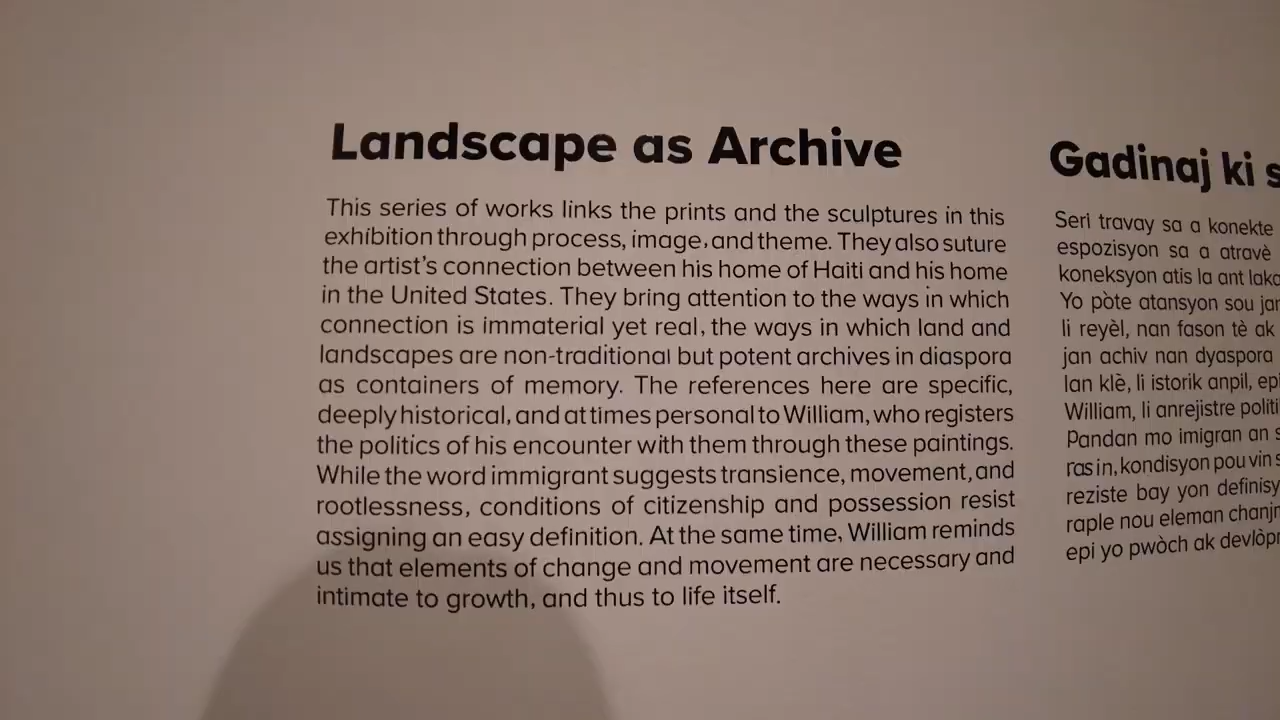 Landscape as Archive
This series of works links the prints and the sculptures in this
exhibition through process, image, and theme. They also suture
the artist's connection between his home of Haiti and his home
in the United States. They bring attention to the ways in which
connection is immaterial yet real, the ways in which land and
landscapes are non-traditional but potent archives in diaspora
as containers of memory. The references here are specific,
deeply historical, and at times personal to William, who registers
the politics of his encounter with them through these paintings.
While the word immigrant suggests transience, movement, and
rootlessness, conditions of citizenship and possession resist
assigning an easy definition. At the same time, William reminds
us that elements of change and movement are necessary and
intimate to growth, and thus to life itself.
Gadinaj ki
Seri travay sa a konekte
espozisyon sa a atravè
koneksyon atis la ant
Yo pòte atansyon sou
li reyèl, nan fason tè ak
jan achiv nan dyaspora
lan klè, li istorik anpil,
William, li anrejistre
Pandan mo imigran an
ras in, kondisyon pou vin
reziste bay yon
raple nou eleman
epi yo pwòch ak